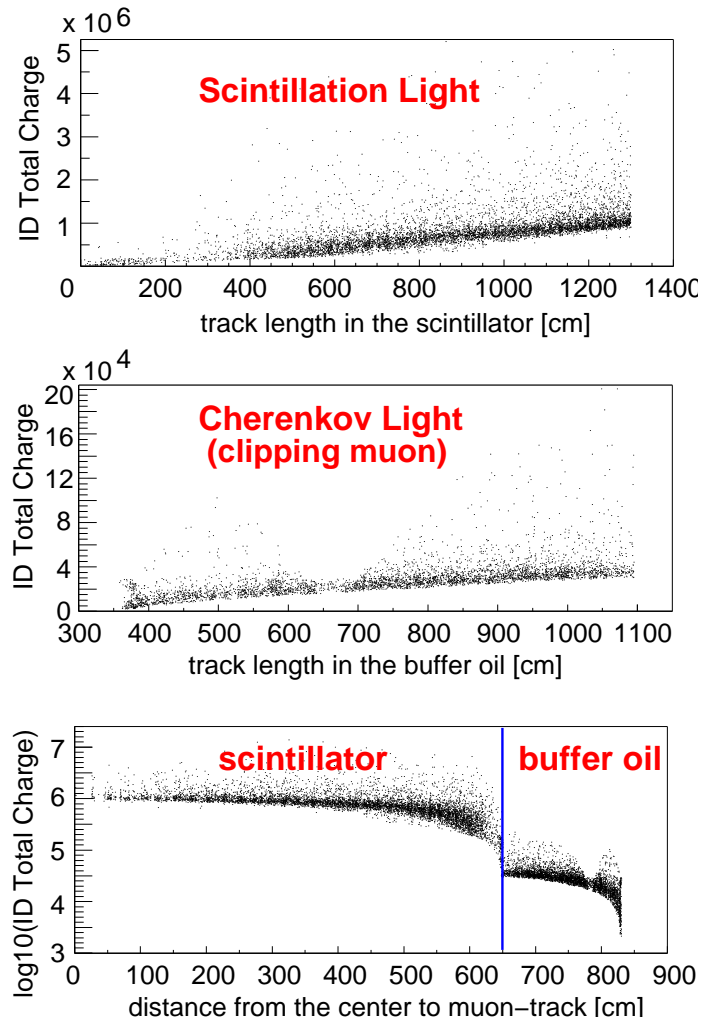 x 10 6
5
4
3
2
1
ID Total Charge
Scintillation Light
0 200 400 600 800 1000 1200 1400
track length in the scintillator [cm]
x 10 4
20
16
12
8
4
0
ID Total Charge
Cherenkov Light
(clipping muon)
300 400 500 600 700 800 900 1000 1100
track length in the buffer oil [cm]
7
6
5
4
3
log10(ID Total Charge)
scintillator buffer oil
0 100 200 300 400 500 600 700 800 900
distance from the center to muon−track [cm]